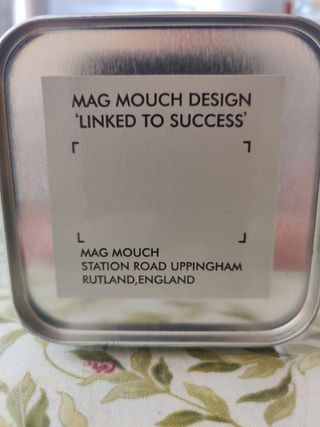 MAG MOUCH DESIGN
‘LINKED TO SUCCESS’
MAG MOUCH
STATION ROAD UPPINGHAM
RUTLAND,ENGLAND